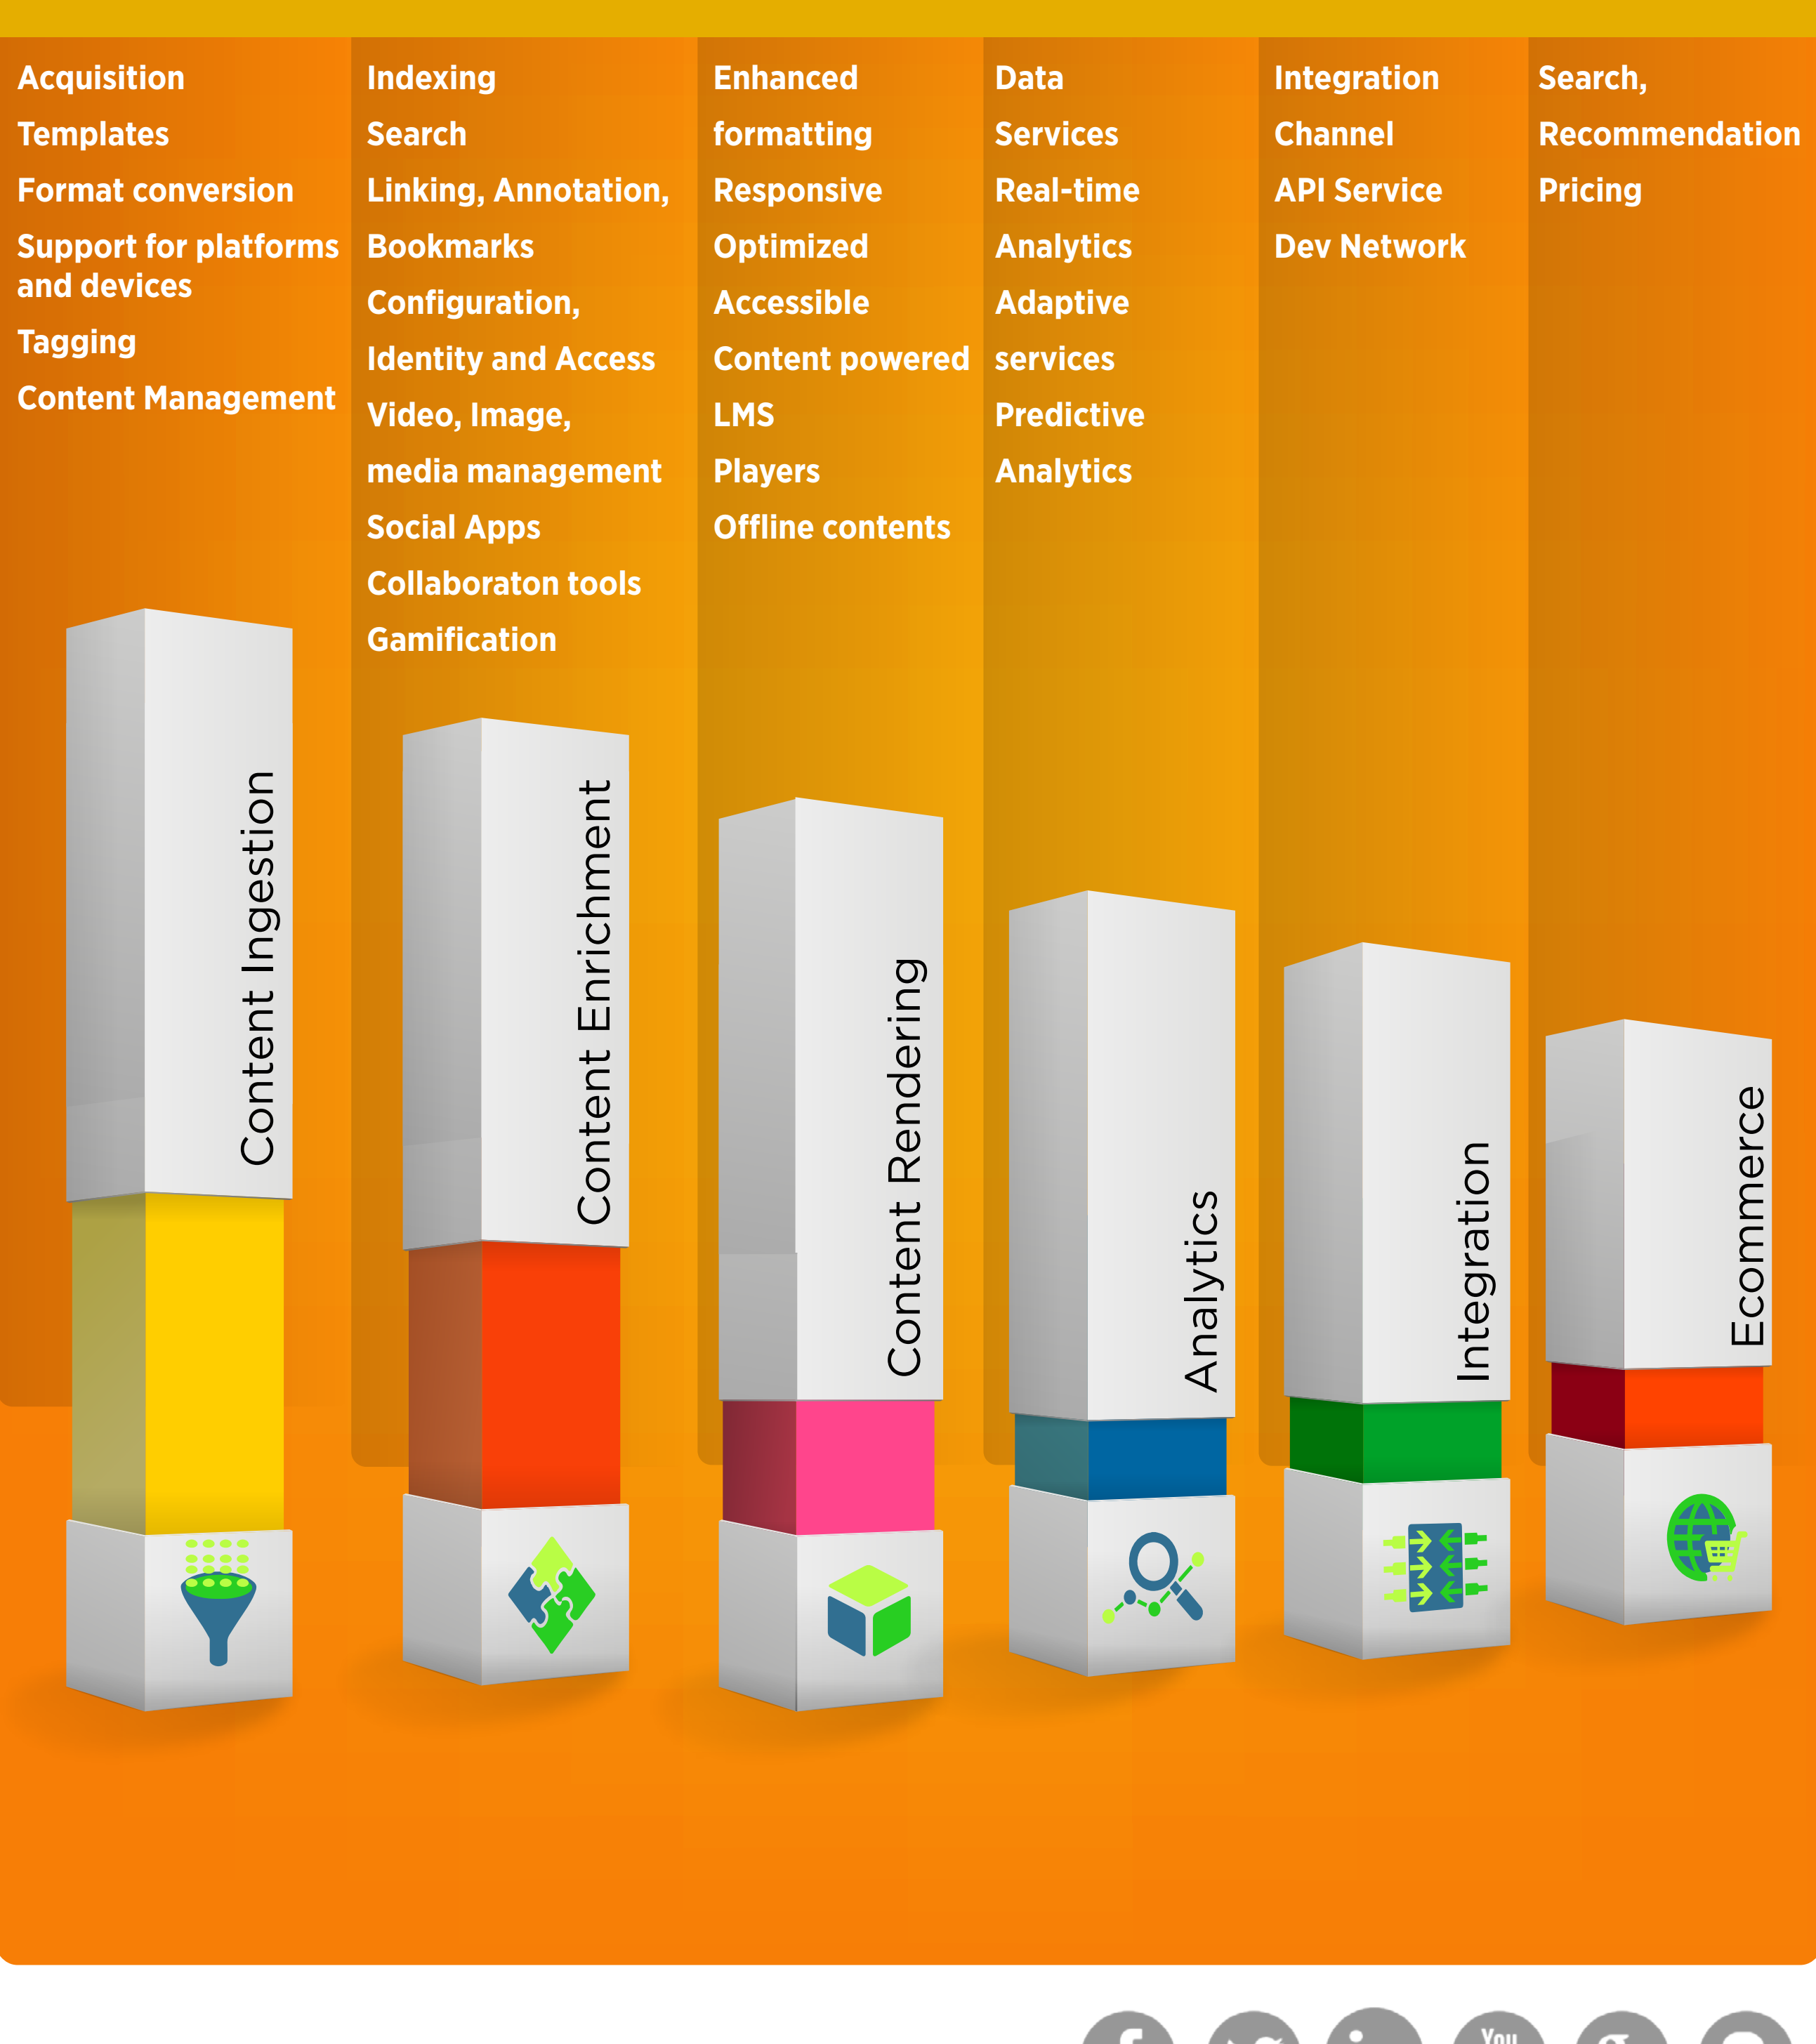 Acquisition
Templates
Format conversion
Support for platforms
and devices
Tagging
Content Management
Indexing
Search
Linking, Annotation,
Bookmarks
Configuration,
Identity and Access
Video, Image,
media management
Social Apps
Collaboraton tools
Gamification
Enhanced
formatting
Responsive
Optimized
Accessible
Content powered
LMS
Players
Offline contents
Data
Services
Real-time
Analytics
Adaptive
services
Predictive
Analytics
Integration
Channel
API Service
Dev Network
Search,
Recommendation
Pricing
Content Ingestion
Content Enrichment
Content Rendering
Analytics
Integration
Ecommerce
You